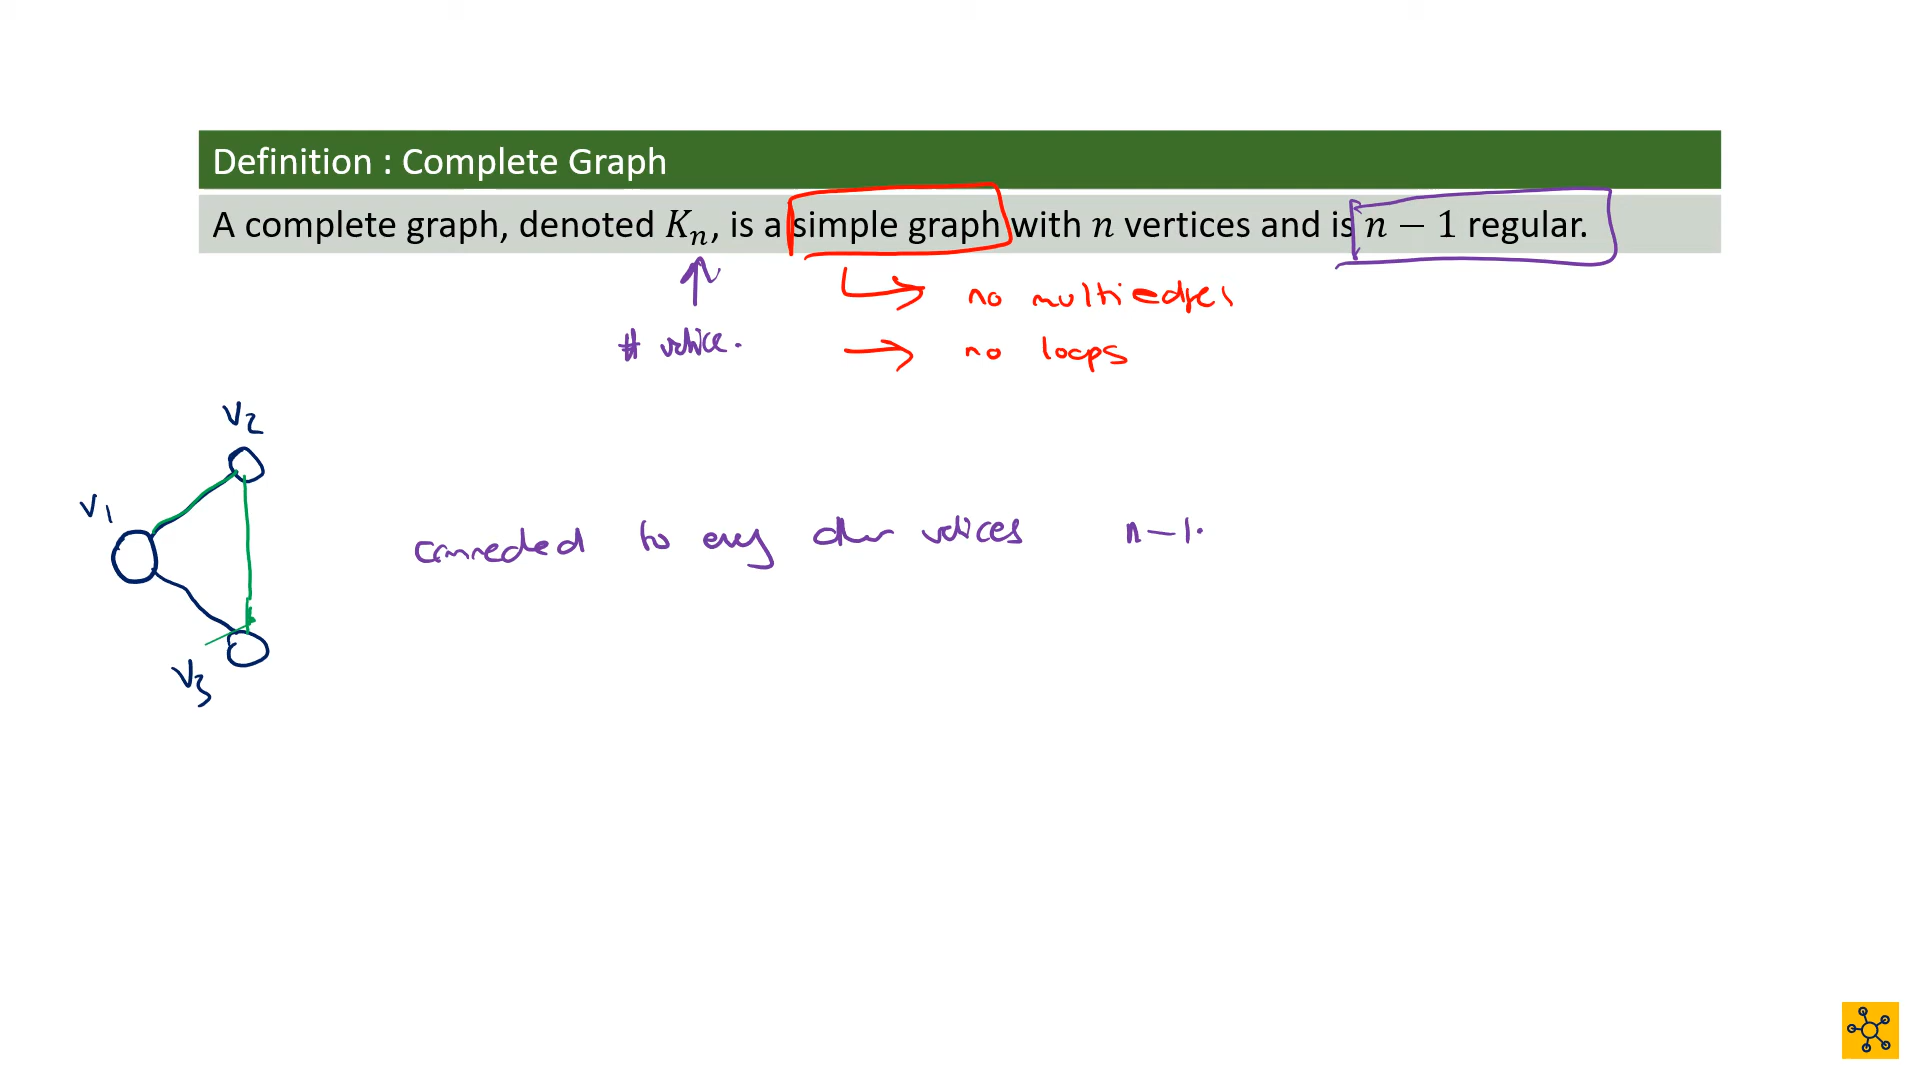 Definition : Complete Graph
A complete graph, denoted Kₙ, is a simple graph with n vertices and is n − 1 regular.
no multiedges
# vertice.
no loops
V2
V1
connected to every other vertices n-1.
V3